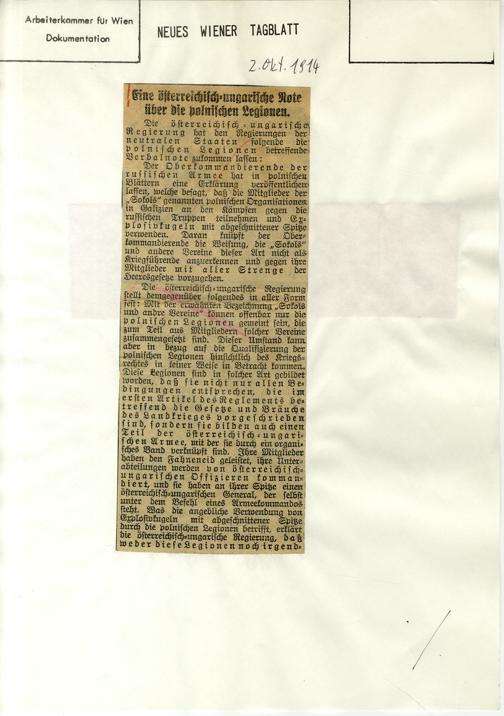 Arbeiterkammer für Wien
Dokumentation
NEUES WIENER TAGBLATT
2. Okt. 1914
Eine österreichisch-ungarische Note
über die polnischen Legionen.
Die österreichisch-ungarische
Regierung hat den Regierungen der
neutralen Staaten folgende die
polnischen Legionen betreffende
Verbalnote zukommen lassen:
Der Oberkommandierende der
russischen Armee hat in polnischen
Blättern eine Erklärung veröffentlichen
lassen, welche besagt, daß die Mitglieder der
„Sokols" genannten polnischen Organisationen
in Galizien an den Kämpfen gegen die
russischen Truppen teilnehmen und Ex-
plosivkugeln mit abgeschnittener Spitze
verwenden. Daran knüpft der Ober-
kommandierende die Weisung, die „Sokols"
und andere Vereine dieser Art nicht als
Kriegführende anzuerkennen und gegen ihre
Mitglieder mit aller Strenge der
Heeresgesetze vorzugehen.
Die österreichisch-ungarische Regierung
stellt demgegenüber folgendes in aller Form
fest: Mit der erwähnten Bezeichnung „Sokols
und andre Vereine" können offenbar nur die
polnischen Legionen gemeint sein, die
zum Teil aus Mitgliedern solcher Vereine
zusammengesetzt sind. Dieser Umstand kann
aber in bezug auf die Qualifizierung der
polnischen Legionen hinsichtlich des Kriegs-
rechtes in keiner Weise in Betracht kommen.
Diese Legionen sind in solcher Art gebildet
worden, daß sie nicht nur allen Be-
dingungen entsprechen, die im
ersten Artikel des Reglements be-
treffend die Gesetze und Bräuche
des Landkrieges vorgeschrieben
sind, sondern sie bilden auch einen
Teil der österreichisch-ungari-
schen Armee, mit der sie durch ein organi-
sches Band verknüpft sind. Ihre Mitglieder
haben den Fahneneid geleistet, ihre Unter-
abteilungen werden von österreichisch-
ungarischen Offizieren komman-
diert, und sie haben an ihrer Spitze einen
österreichisch-ungarischen General, der selbst
unter dem Befehl eines Armeekommandos
steht. Was die angebliche Verwendung von
Explosivkugeln mit abgeschnittener Spitze
durch die polnischen Legionen betrifft, erklärt
die österreichisch-ungarische Regierung, daß
weder diese Legionen noch irgend-